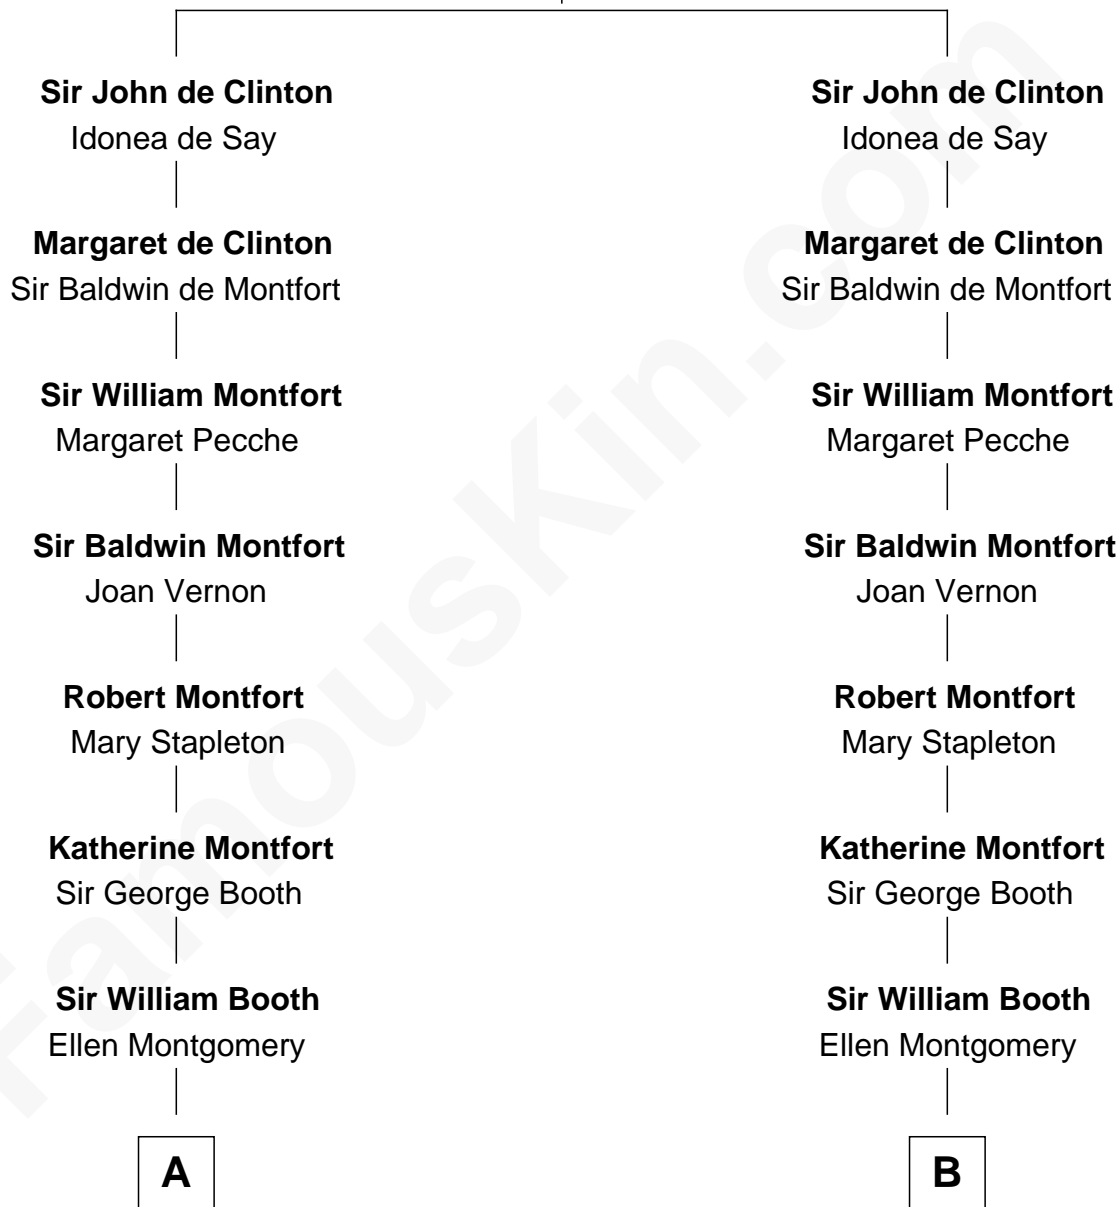 Sir John de Clinton Sir John de Clinton
Idonea de Say Idonea de Say
Margaret de Clinton Margaret de Clinton
Sir Baldwin de Montfort Sir Baldwin de Montfort
Sir William Montfort Sir William Montfort
Margaret Pecche Margaret Pecche
Sir Baldwin Montfort Sir Baldwin Montfort
Joan Vernon Joan Vernon
Robert Montfort Robert Montfort
Mary Stapleton Mary Stapleton
Katherine Montfort Katherine Montfort
Sir George Booth Sir George Booth
Sir William Booth Sir William Booth
Ellen Montgomery Ellen Montgomery
A B
FamousKin.com